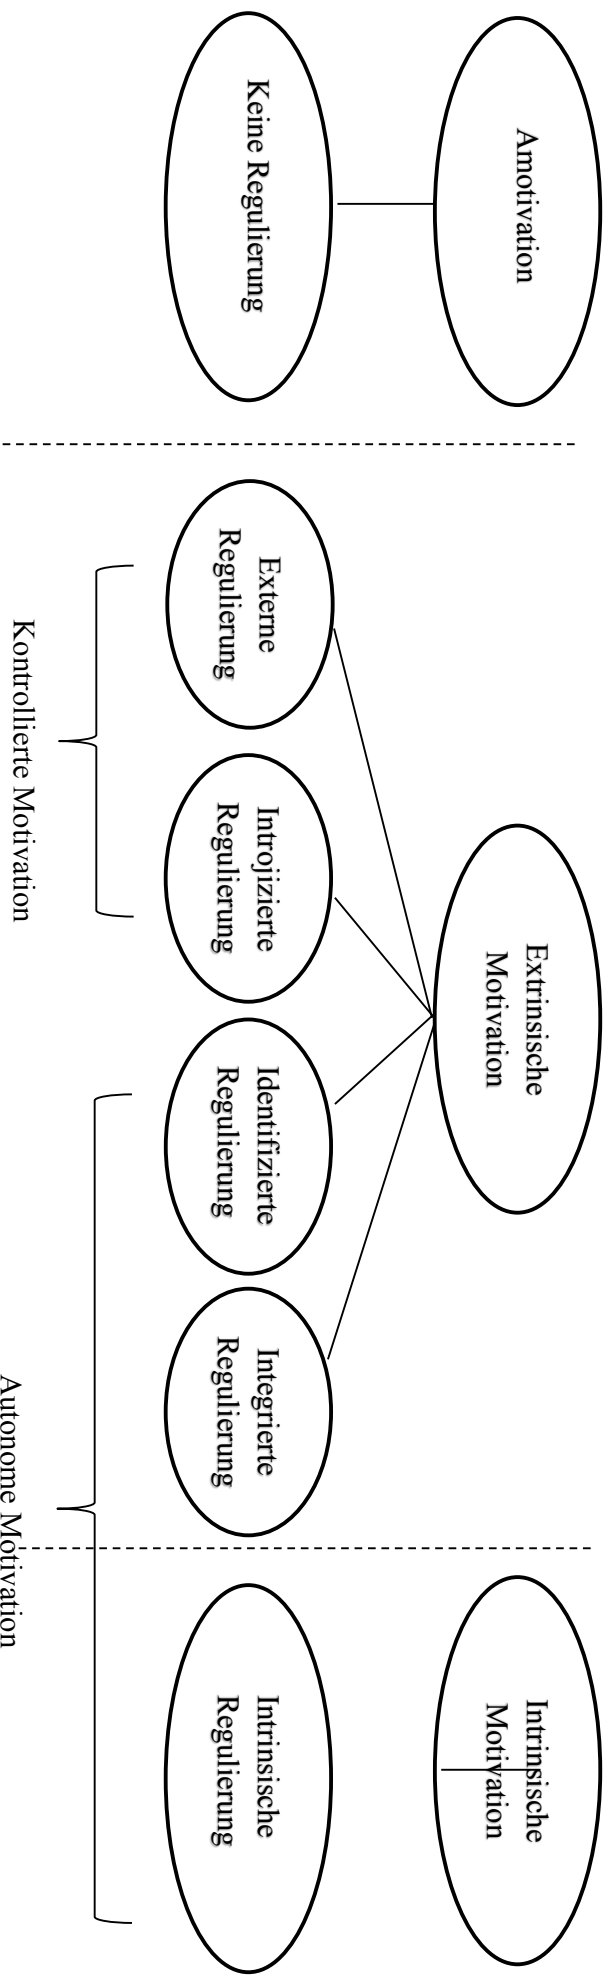 Amotivation
Extrinsische
Motivation
Intrinsische
Motivation
Keine Regulierung
Externe
Regulierung
Introjizierte
Regulierung
Identifizierte
Regulierung
Integrierte
Regulierung
Intrinsische
Regulierung
Kontrollierte Motivation
Autonome Motivation